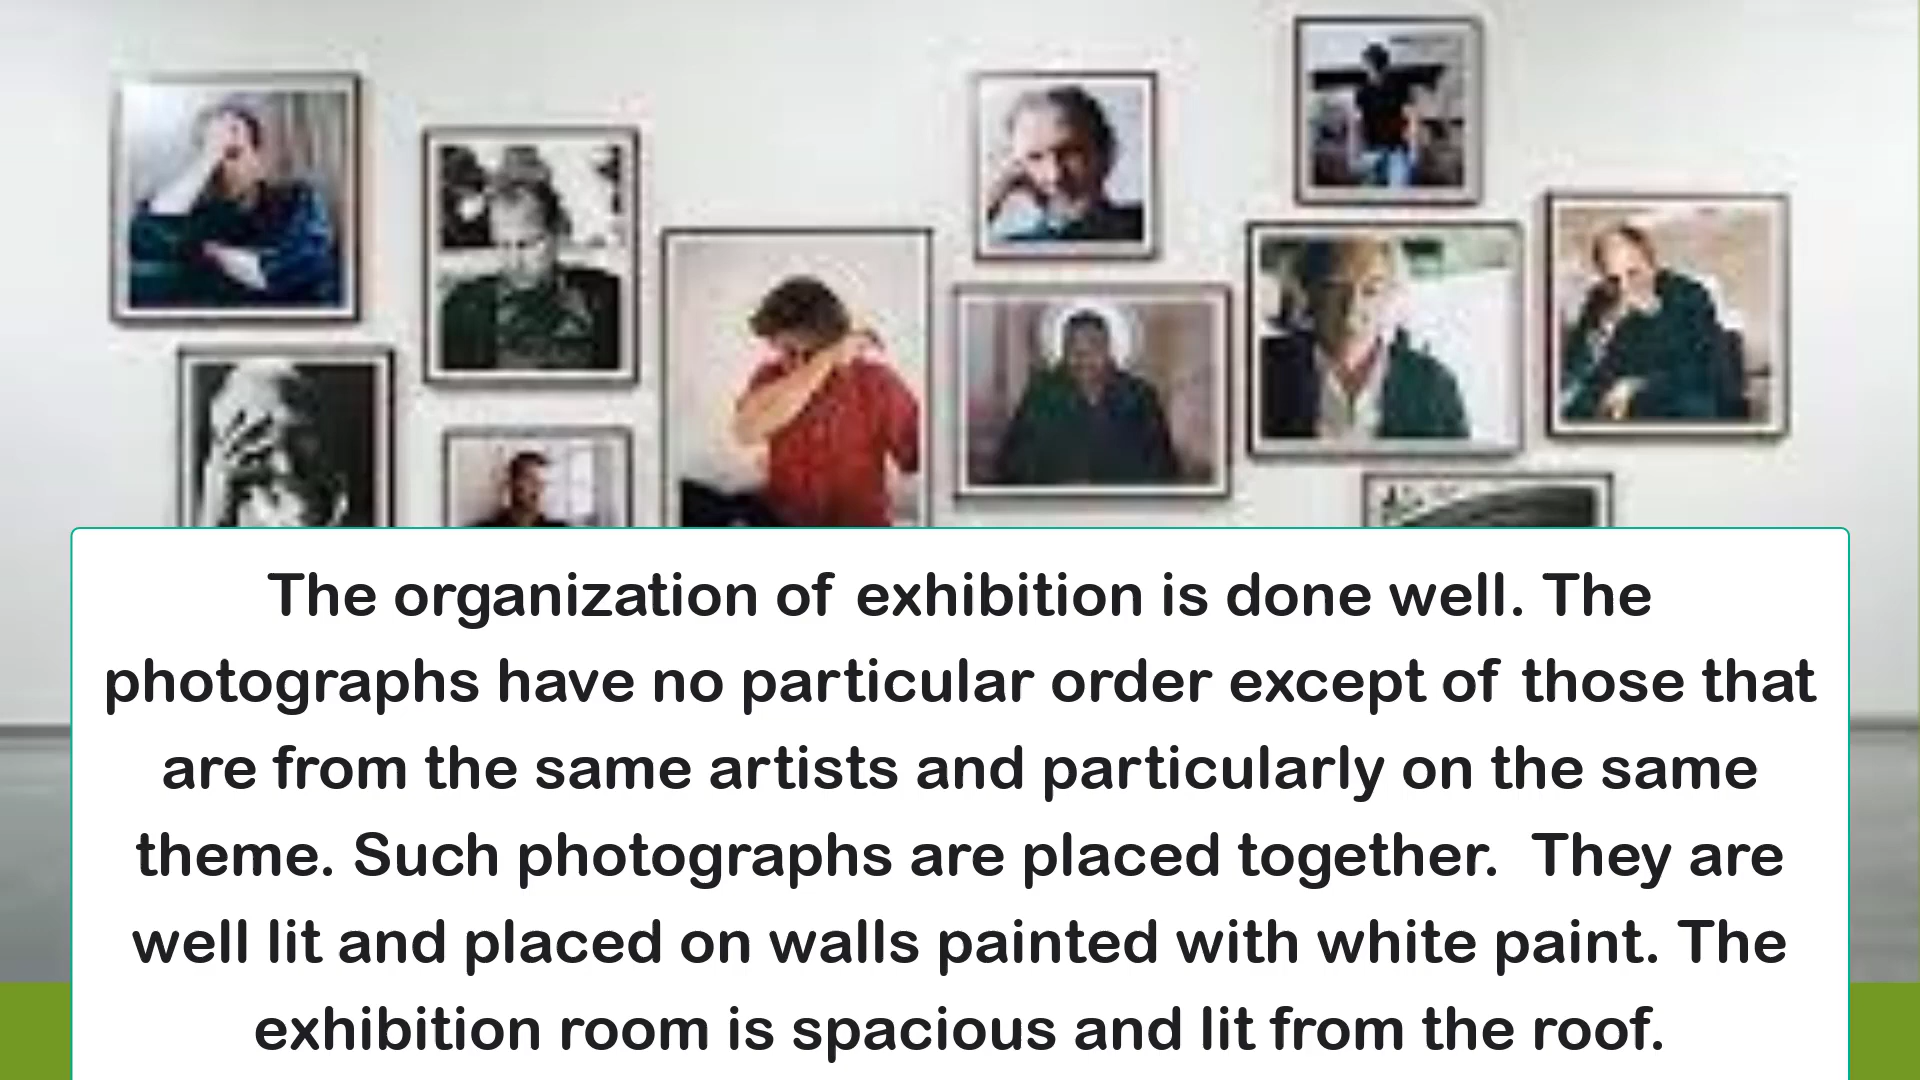 The organization of exhibition is done well. The
photographs have no particular order except of those that
are from the same artists and particularly on the same
theme. Such photographs are placed together.  They are
well lit and placed on walls painted with white paint. The
exhibition room is spacious and lit from the roof.